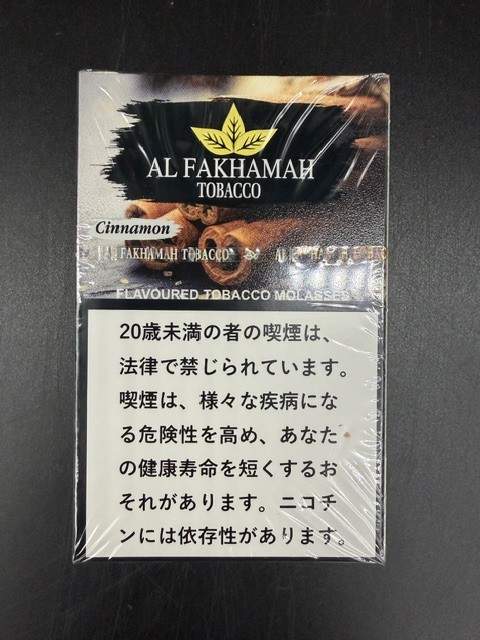 AL FAKHAMAH
TOBACCO
Cinnamon
AL FAKHAMAH TOBACCO
FLAVOURED TOBACCO MOLASSES
20歳未満の者の喫煙は、
法律で禁じられています。
喫煙は、様々な疾病にな
る危険性を高め、あなた
の健康寿命を短くするお
それがあります。ニコチ
ンには依存性があります。